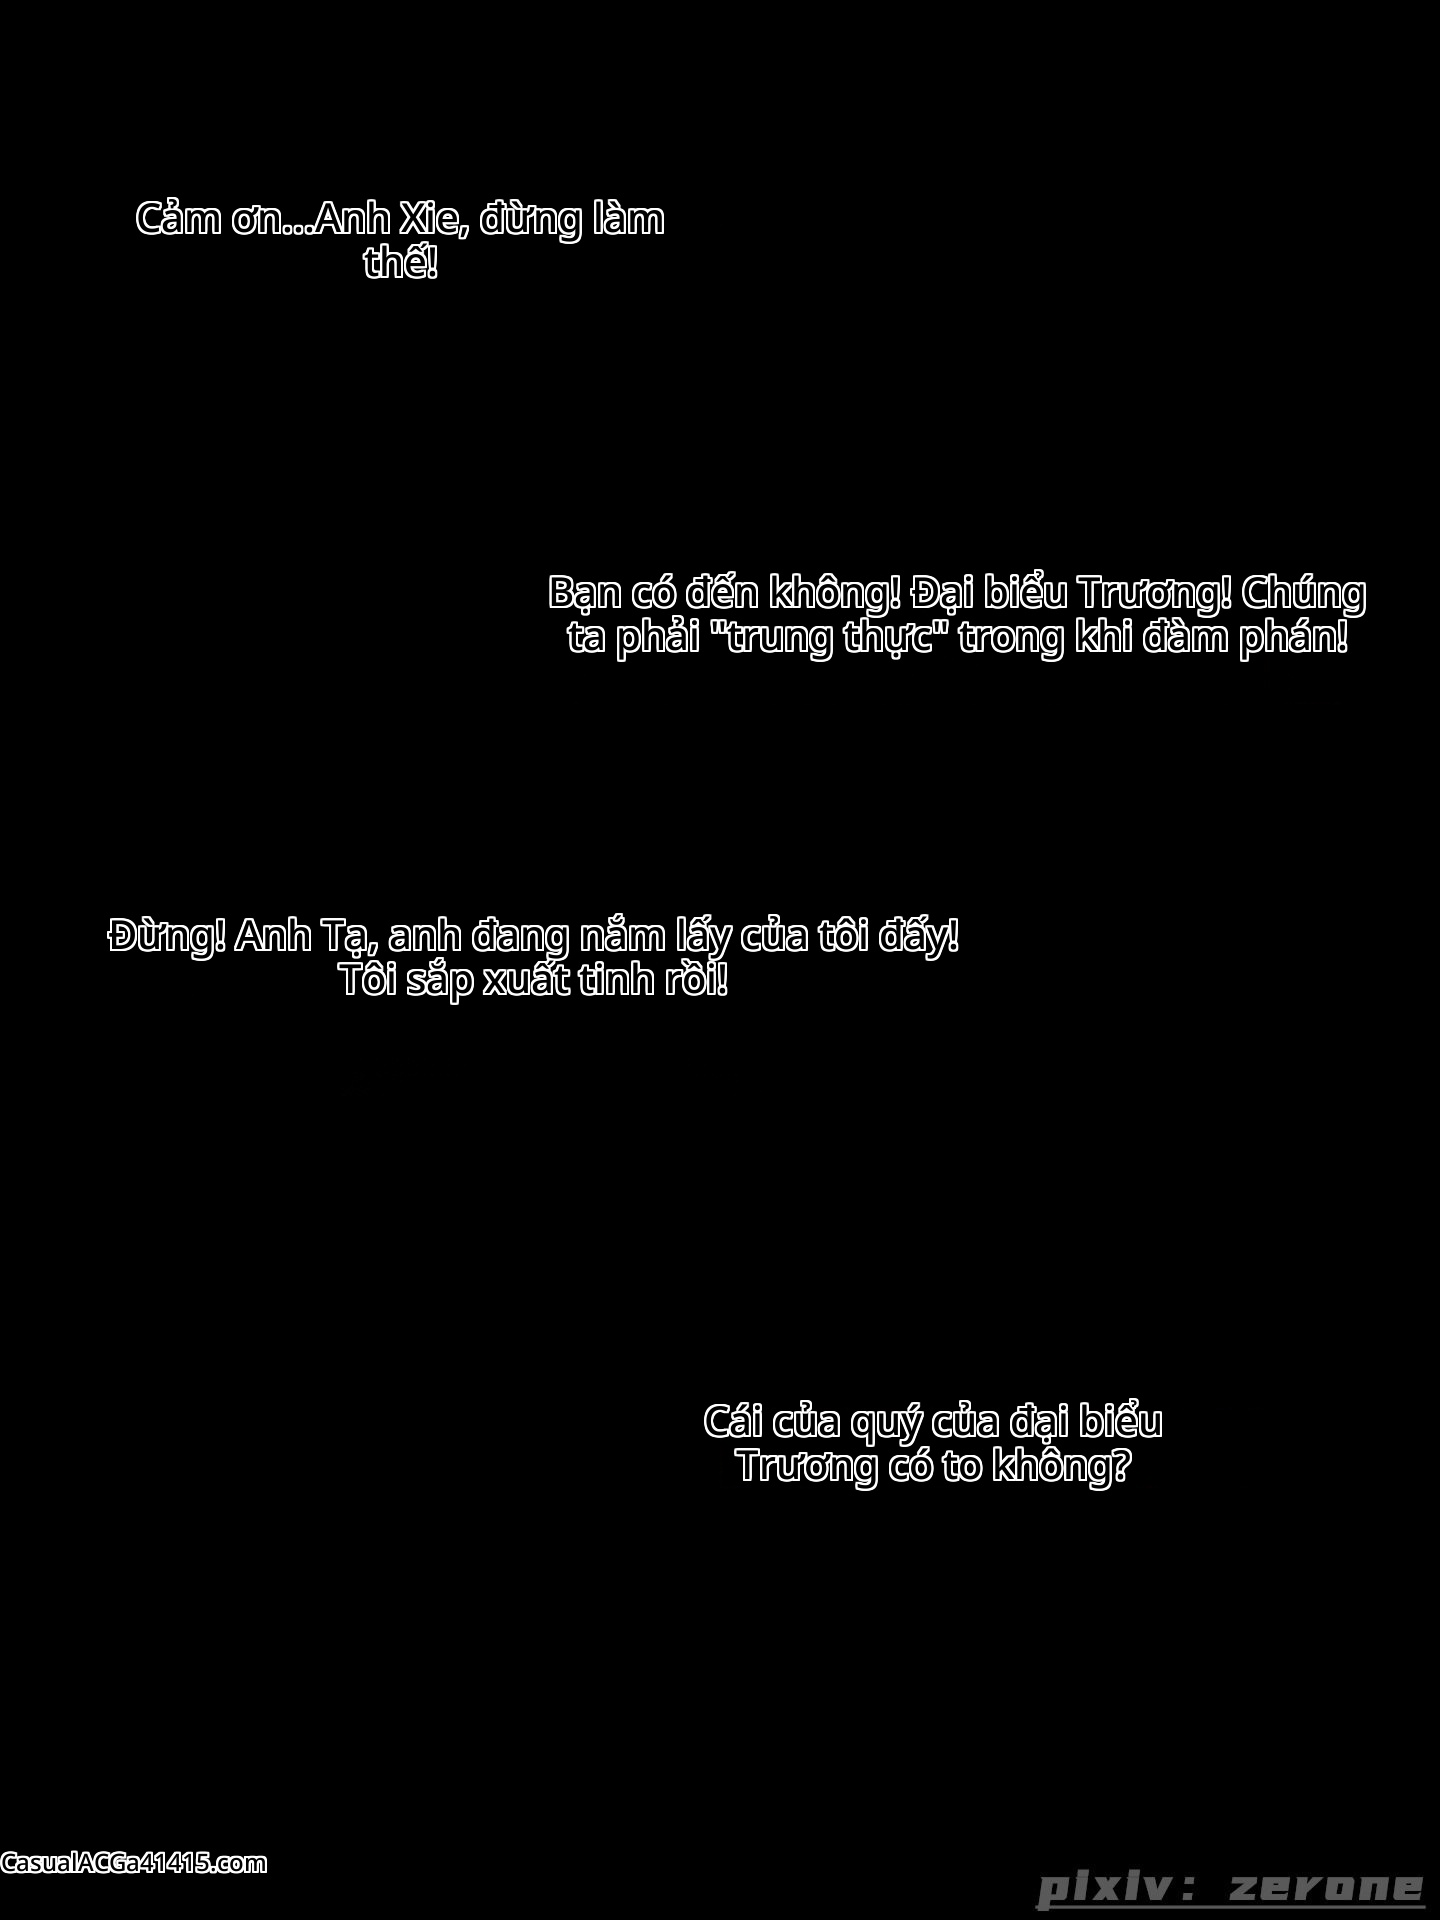 Cảm ơn...Anh Xie, đừng làm
thế!
Bạn có đến không! Đại biểu Trương! Chúng
ta phải "trung thực" trong khi đàm phán!
Đừng! Anh Tạ, anh đang nắm lấy của tôi đấy!
Tôi sắp xuất tinh rồi!
Cái của quý của đại biểu
Trương có to không?
CasualACGa41415.com
pixiv: zerone